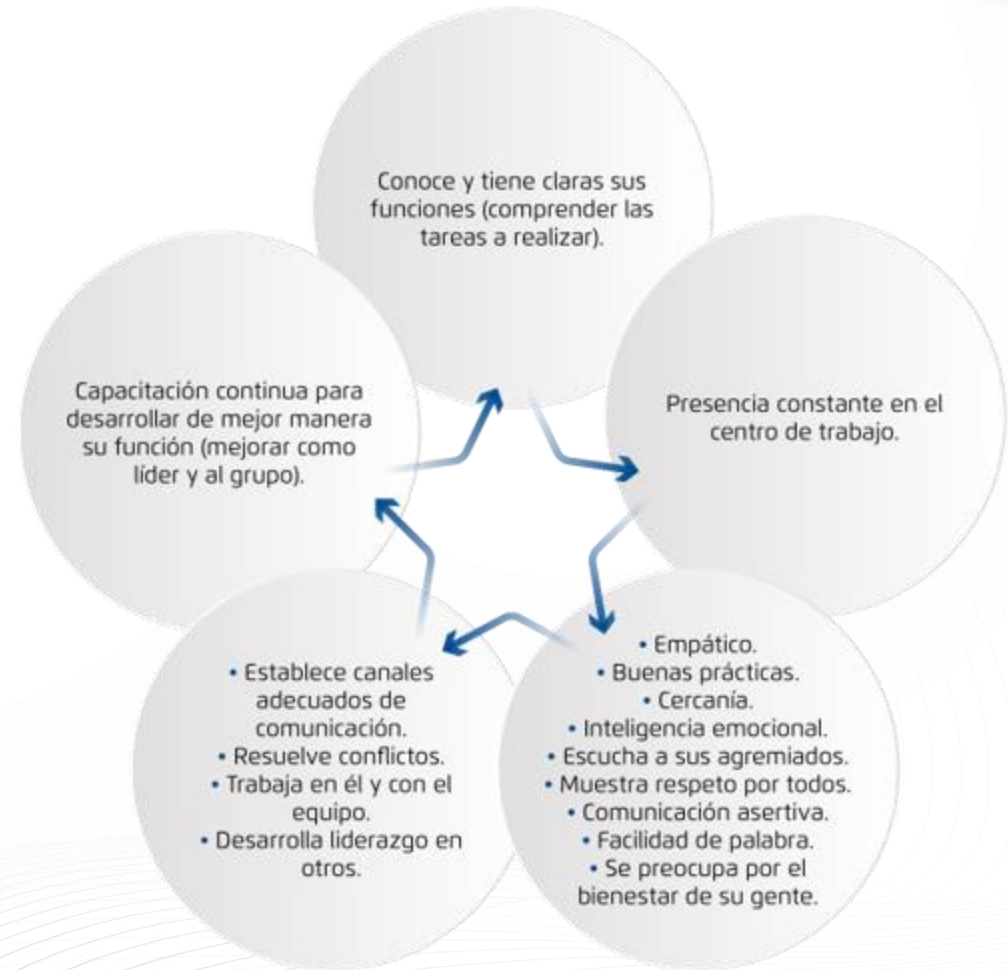 Conoce y tiene claras sus
funciones (comprender las
tareas a realizar).
Presencia constante en el
centro de trabajo.
• Empático.
• Buenas prácticas.
• Cercanía.
• Inteligencia emocional.
• Escucha a sus agremiados.
• Muestra respeto por todos.
• Comunicación asertiva.
• Facilidad de palabra.
• Se preocupa por el
bienestar de su gente.
• Establece canales
adecuados de
comunicación.
• Resuelve conflictos.
• Trabaja en él y con el
equipo.
• Desarrolla liderazgo en
otros.
Capacitación continua para
desarrollar de mejor manera
su función (mejorar como
líder y al grupo).